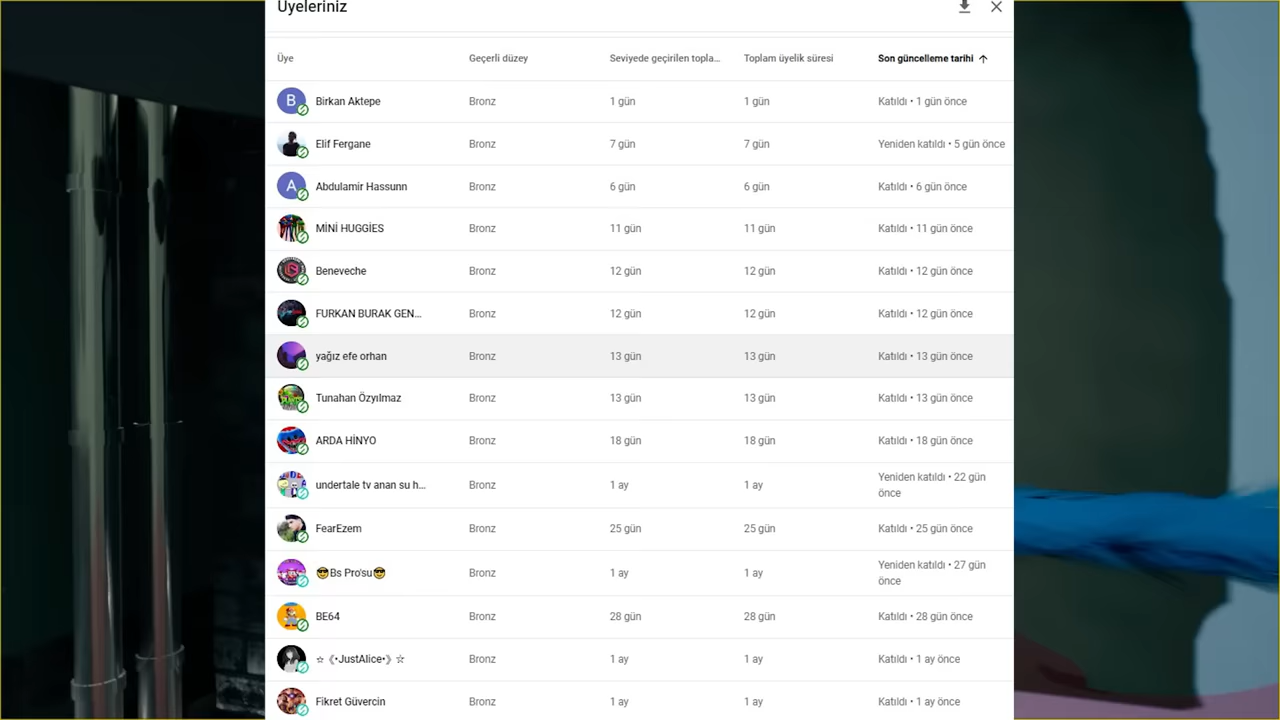 Üyeleriniz
Üye Geçerli düzey Seviyede geçirilen topla... Toplam üyelik süresi Son güncelleme tarihi
B Birkan Aktepe Bronz 1 gün 1 gün Katıldı • 1 gün önce
Elif Fergane Bronz 7 gün 7 gün Yeniden katıldı • 5 gün önce
A Abdulamir Hassunn Bronz 6 gün 6 gün Katıldı • 6 gün önce
MİNİ HUGGİES Bronz 11 gün 11 gün Katıldı • 11 gün önce
Beneveche Bronz 12 gün 12 gün Katıldı • 12 gün önce
FURKAN BURAK GEN... Bronz 12 gün 12 gün Katıldı • 12 gün önce
yağız efe orhan Bronz 13 gün 13 gün Katıldı • 13 gün önce
Tunahan Özyılmaz Bronz 13 gün 13 gün Katıldı • 13 gün önce
ARDA HİNYO Bronz 18 gün 18 gün Katıldı • 18 gün önce
undertale tv anan su h... Bronz 1 ay 1 ay Yeniden katıldı • 22 gün
önce
FearEzem Bronz 25 gün 25 gün Katıldı • 25 gün önce
😎Bs Pro'su😎 Bronz 1 ay 1 ay Yeniden katıldı • 27 gün
önce
BE64 Bronz 28 gün 28 gün Katıldı • 28 gün önce
☆《•JustAlice•》☆ Bronz 1 ay 1 ay Katıldı • 1 ay önce
Fikret Güvercin Bronz 1 ay 1 ay Katıldı • 1 ay önce